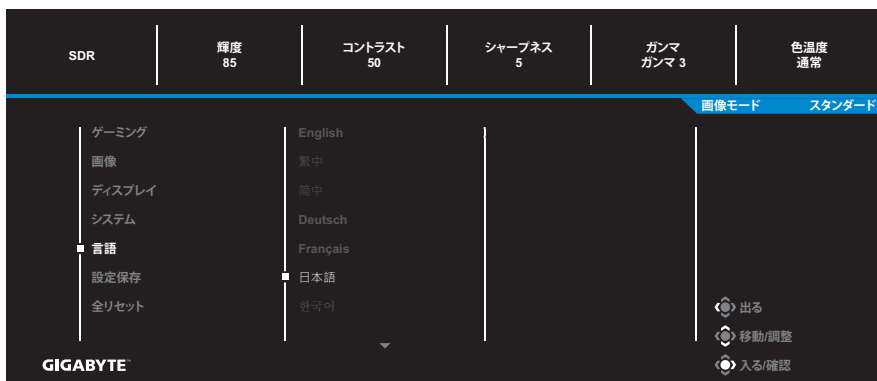 SDR
輝度
85
コントラスト
50
シャープネス
5
ガンマ
ガンマ 3
色温度
通常
画像モード スタンダード
ゲーミング
画像
ディスプレイ
システム
言語
設定保存
全リセット
English
繁中
简中
Deutsch
Français
日本語
한국어
出る
移動/調整
入る/確認
GIGABYTE™